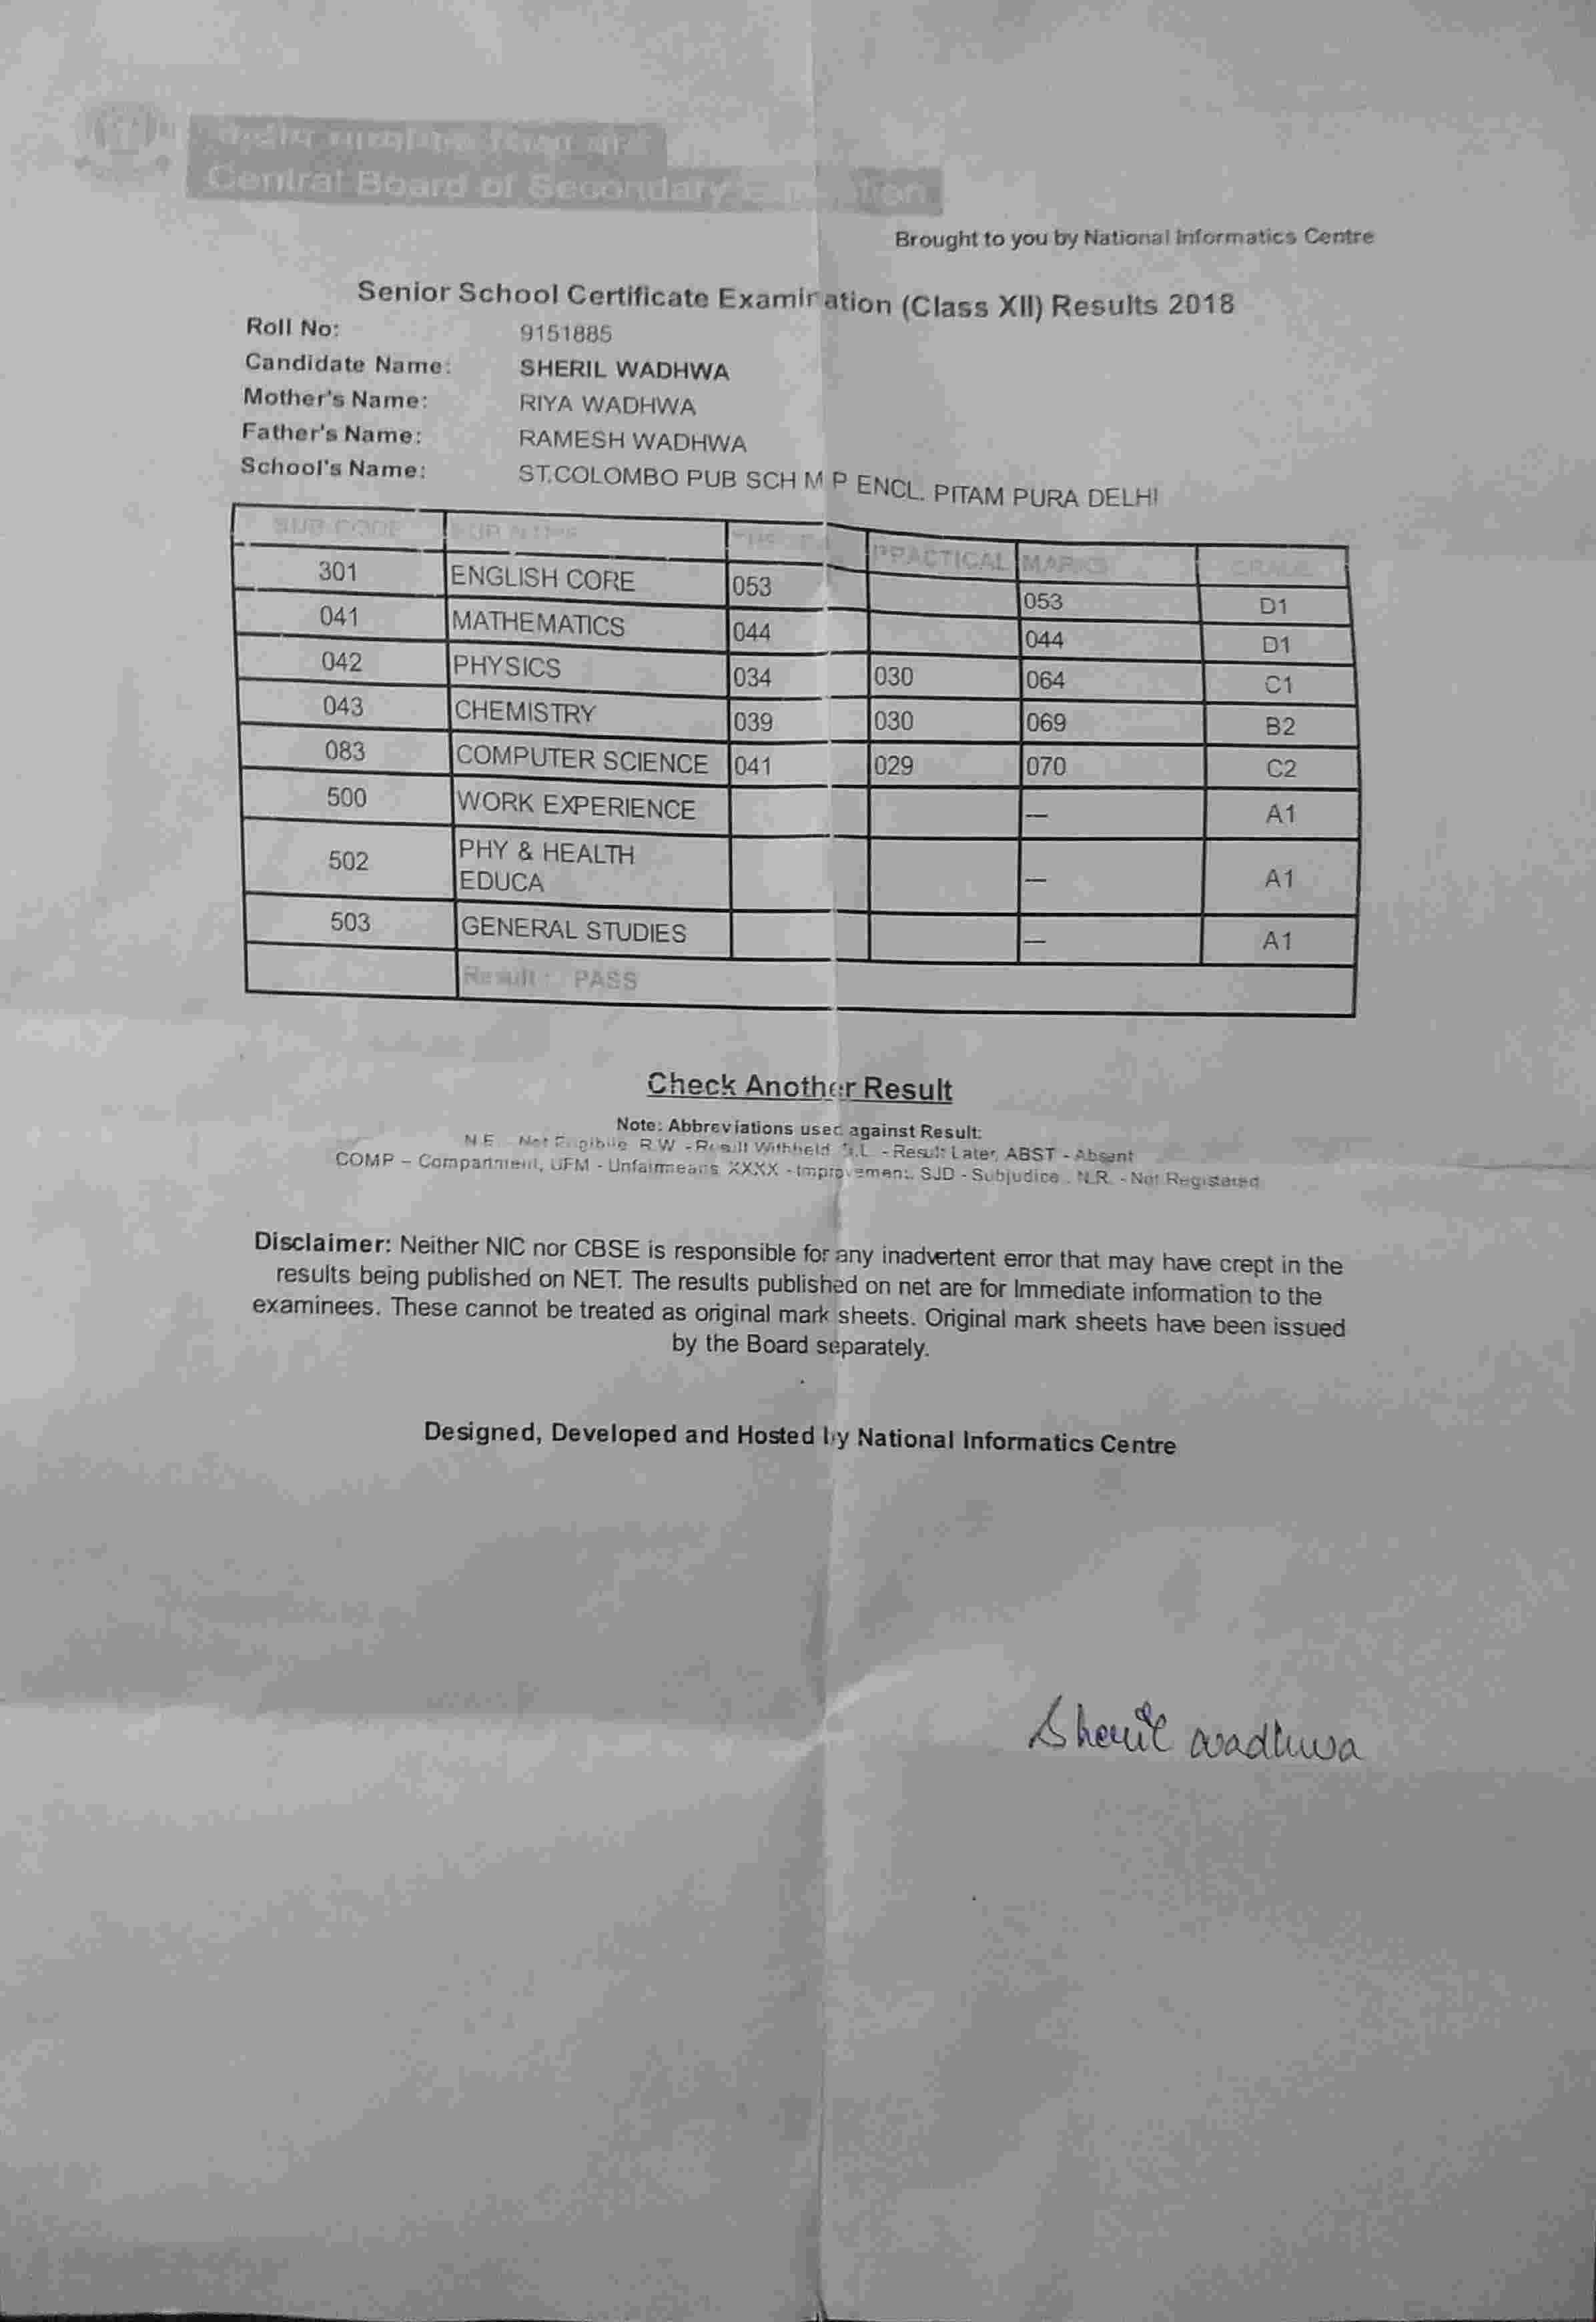 Central Board of Secondary
Brought to you by National Informatics Centre
Senior School Certificate Examination (Class XII) Results 2018
Roll No: 9151885
Candidate Name: SHERIL WADHWA
Mother's Name: RIYA WADHWA
Father's Name: RAMESH WADHWA
School's Name: ST.COLOMBO PUB SCH M P ENCL. PITAM PURA DELHI
SUB CODE SUB NAME PRACTICAL MARKS GRADE
301 ENGLISH CORE 053 053 D1
041 MATHEMATICS 044 044 D1
042 PHYSICS 034 030 064 C1
043 CHEMISTRY 039 030 069 B2
083 COMPUTER SCIENCE 041 029 070 C2
500 WORK EXPERIENCE — A1
502 PHY & HEALTH EDUCA — A1
503 GENERAL STUDIES — A1
Result : PASS
Check Another Result
Note: Abbreviations used against Result:
N.E. - Not Eligible R.W -Result Withheld R.L -Result Later, ABST -Absent
COMP – Compartment, UFM - Unfairmeans XXXX -Improvement, SJD -Subjudice , N.R. -Not Registered
Disclaimer: Neither NIC nor CBSE is responsible for any inadvertent error that may have crept in the
results being published on NET. The results published on net are for Immediate information to the
examinees. These cannot be treated as original mark sheets. Original mark sheets have been issued
by the Board separately.
Designed, Developed and Hosted by National Informatics Centre
Sheril wadhwa